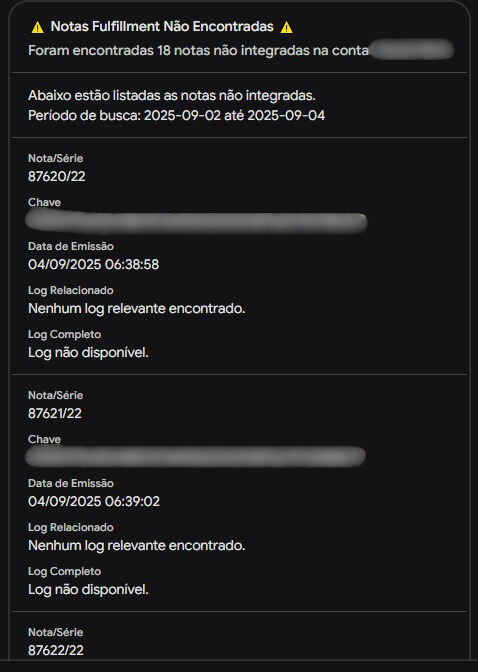 ⚠️ Notas Fulfillment Não Encontradas ⚠️
Foram encontradas 18 notas não integradas na conta
Abaixo estão listadas as notas não integradas.
Período de busca: 2025-09-02 até 2025-09-04
Nota/Série
87620/22
Chave
Data de Emissão
04/09/2025 06:38:58
Log Relacionado
Nenhum log relevante encontrado.
Log Completo
Log não disponível.
Nota/Série
87621/22
Chave
Data de Emissão
04/09/2025 06:39:02
Log Relacionado
Nenhum log relevante encontrado.
Log Completo
Log não disponível.
Nota/Série
87622/22